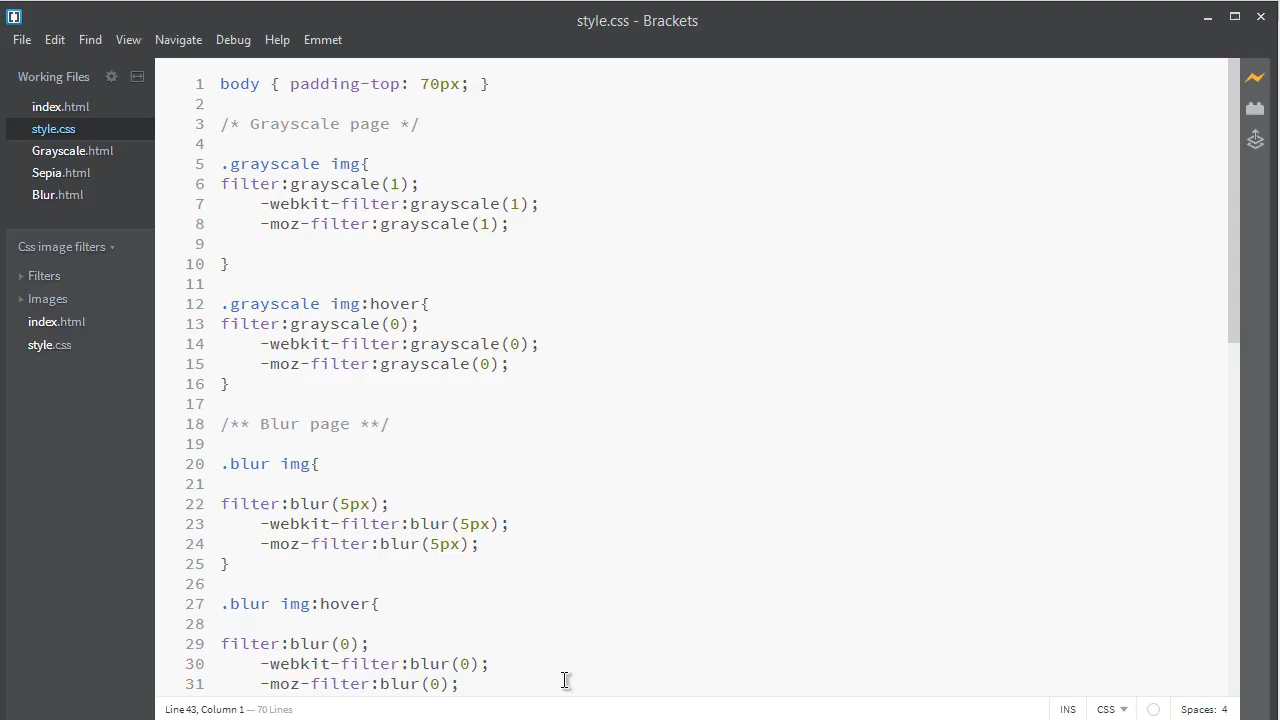 style.css - Brackets
File Edit Find View Navigate Debug Help Emmet
Working Files
index.html
style.css
Grayscale.html
Sepia.html
Blur.html
Css image filters
Filters
Images
index.html
style.css
1 body { padding-top: 70px; }
2
3 /* Grayscale page */
4
5 .grayscale img{
6 filter:grayscale(1);
7 -webkit-filter:grayscale(1);
8 -moz-filter:grayscale(1);
9
10 }
11
12 .grayscale img:hover{
13 filter:grayscale(0);
14 -webkit-filter:grayscale(0);
15 -moz-filter:grayscale(0);
16 }
17
18 /** Blur page **/
19
20 .blur img{
21
22 filter:blur(5px);
23 -webkit-filter:blur(5px);
24 -moz-filter:blur(5px);
25 }
26
27 .blur img:hover{
28
29 filter:blur(0);
30 -webkit-filter:blur(0);
31 -moz-filter:blur(0);
Line 43, Column 1 — 70 Lines
INS CSS Spaces: 4